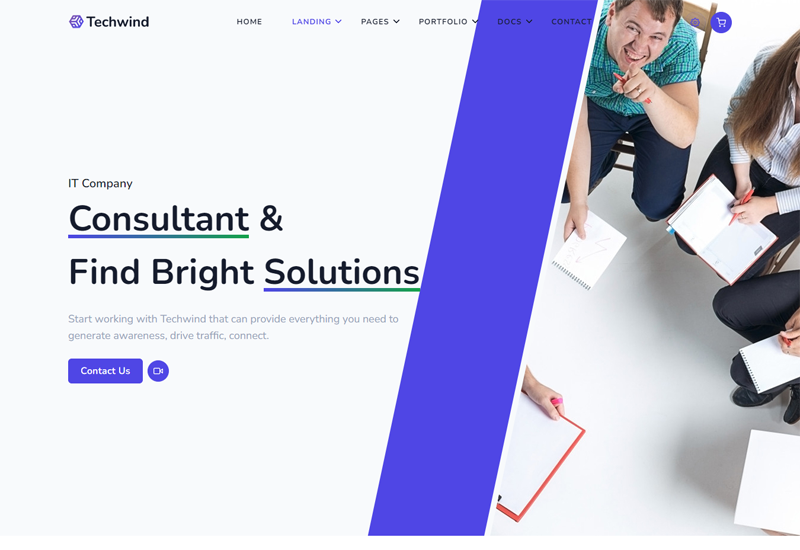 Techwind
HOME LANDING PAGES PORTFOLIO DOCS CONTACT
IT Company
Consultant &
Find Bright Solutions
Start working with Techwind that can provide everything you need to
generate awareness, drive traffic, connect.
Contact Us